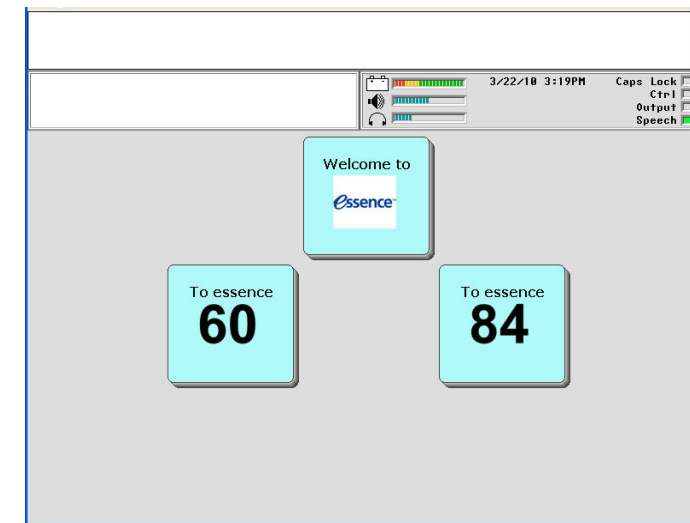 3/22/10 3:19PM
Caps Lock
Ctrl
Output
Speech
Welcome to
essence
To essence
60
To essence
84